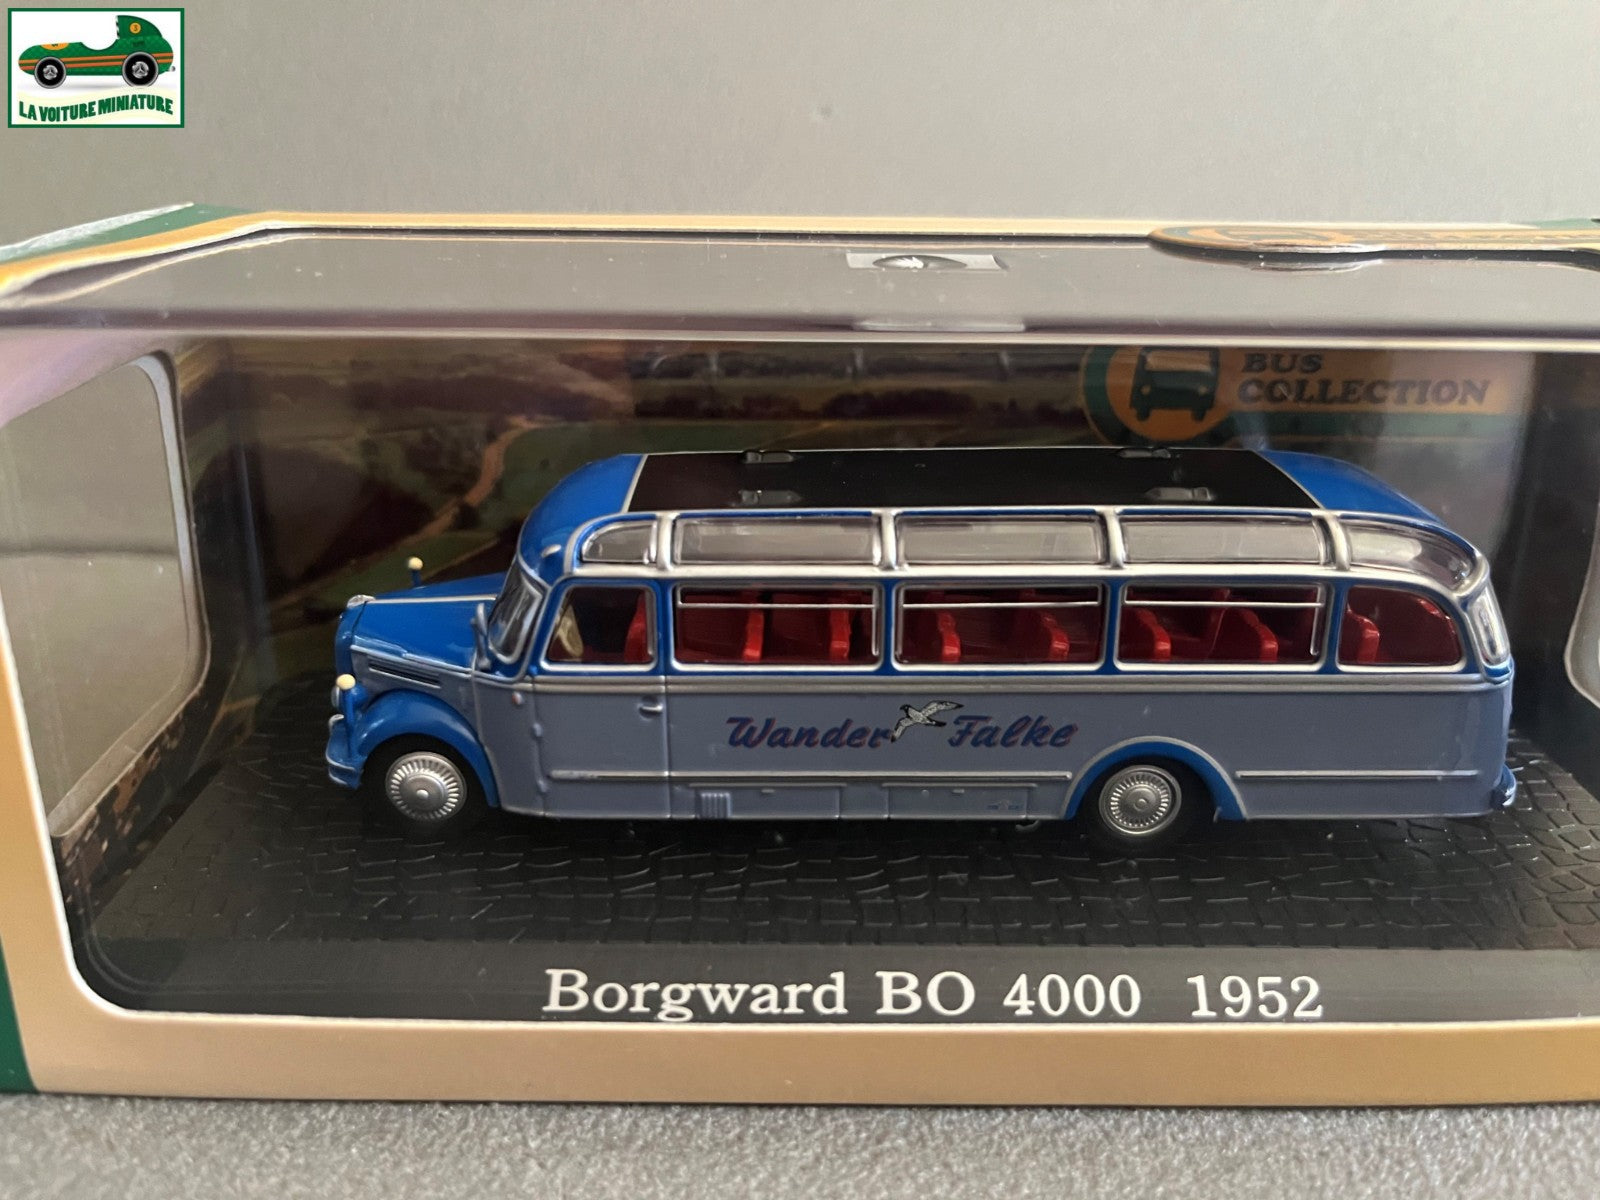 LA VOITURE MINIATURE
BUS
COLLECTION
Wander Falke
Borgward BO 4000 1952